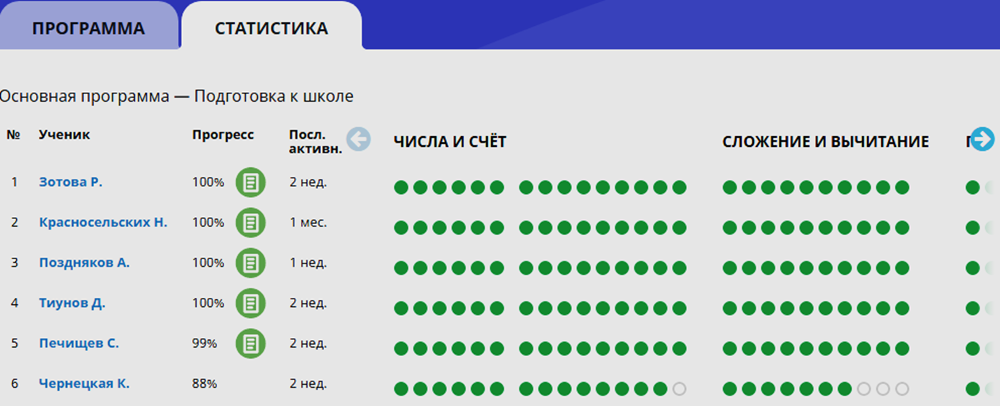 ПРОГРАММА СТАТИСТИКА
Основная программа — Подготовка к школе
№ Ученик Прогресс Посл. активн. ЧИСЛА И СЧЁТ СЛОЖЕНИЕ И ВЫЧИТАНИЕ
1 Зотова Р. 100% 2 нед.
2 Красносельских Н. 100% 1 мес.
3 Поздняков А. 100% 1 нед.
4 Тиунов Д. 100% 2 нед.
5 Печищев С. 99% 2 нед.
6 Чернецкая К. 88% 2 нед.